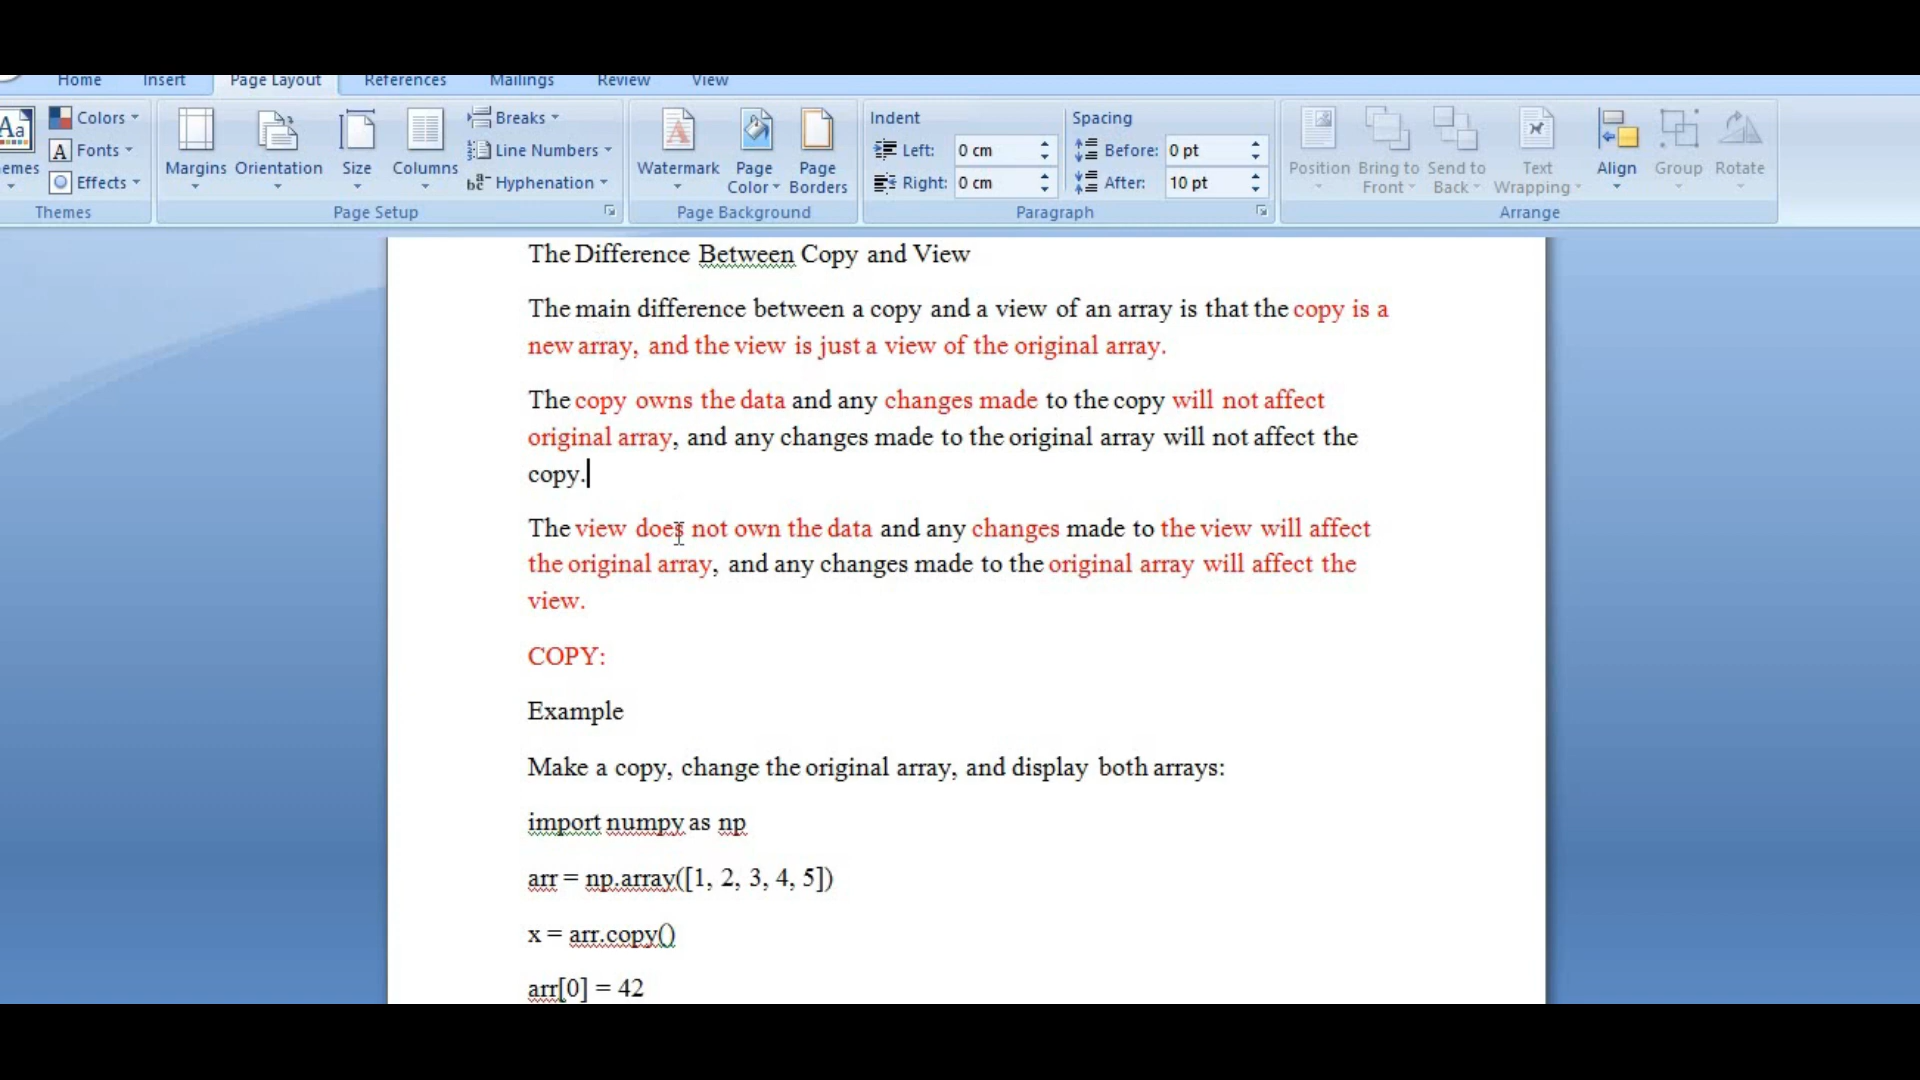 Home Insert Page Layout References Mailings Review View
Aa Colors Breaks Indent Spacing
A Fonts Line Numbers Left: 0 cm Before: 0 pt
emes Effects Margins Orientation Size Columns Hyphenation Watermark Page Color Page Borders Right: 0 cm After: 10 pt Position Bring to Front Send to Back Text Wrapping Align Group Rotate
Themes Page Setup Page Background Paragraph Arrange
The Difference Between Copy and View
The main difference between a copy and a view of an array is that the copy is a
new array, and the view is just a view of the original array.
The copy owns the data and any changes made to the copy will not affect
original array, and any changes made to the original array will not affect the
copy.
The view does not own the data and any changes made to the view will affect
the original array, and any changes made to the original array will affect the
view.
COPY:
Example
Make a copy, change the original array, and display both arrays:
import numpy as np
arr = np.array([1, 2, 3, 4, 5])
x = arr.copy()
arr[0] = 42